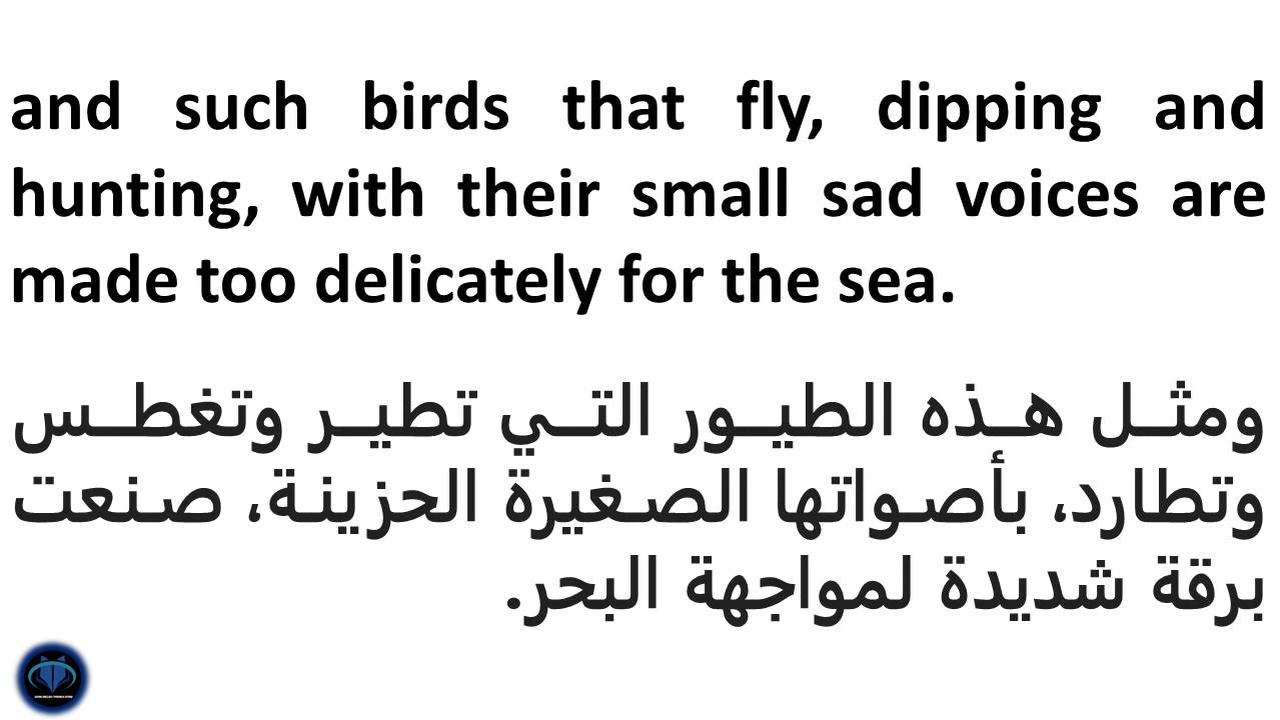 and such birds that fly, dipping and
hunting, with their small sad voices are
made too delicately for the sea.
ومثل هذه الطيور التي تطير وتغطس
وتطارد، بأصواتها الصغيرة الحزينة، صنعت
برقة شديدة لمواجهة البحر.